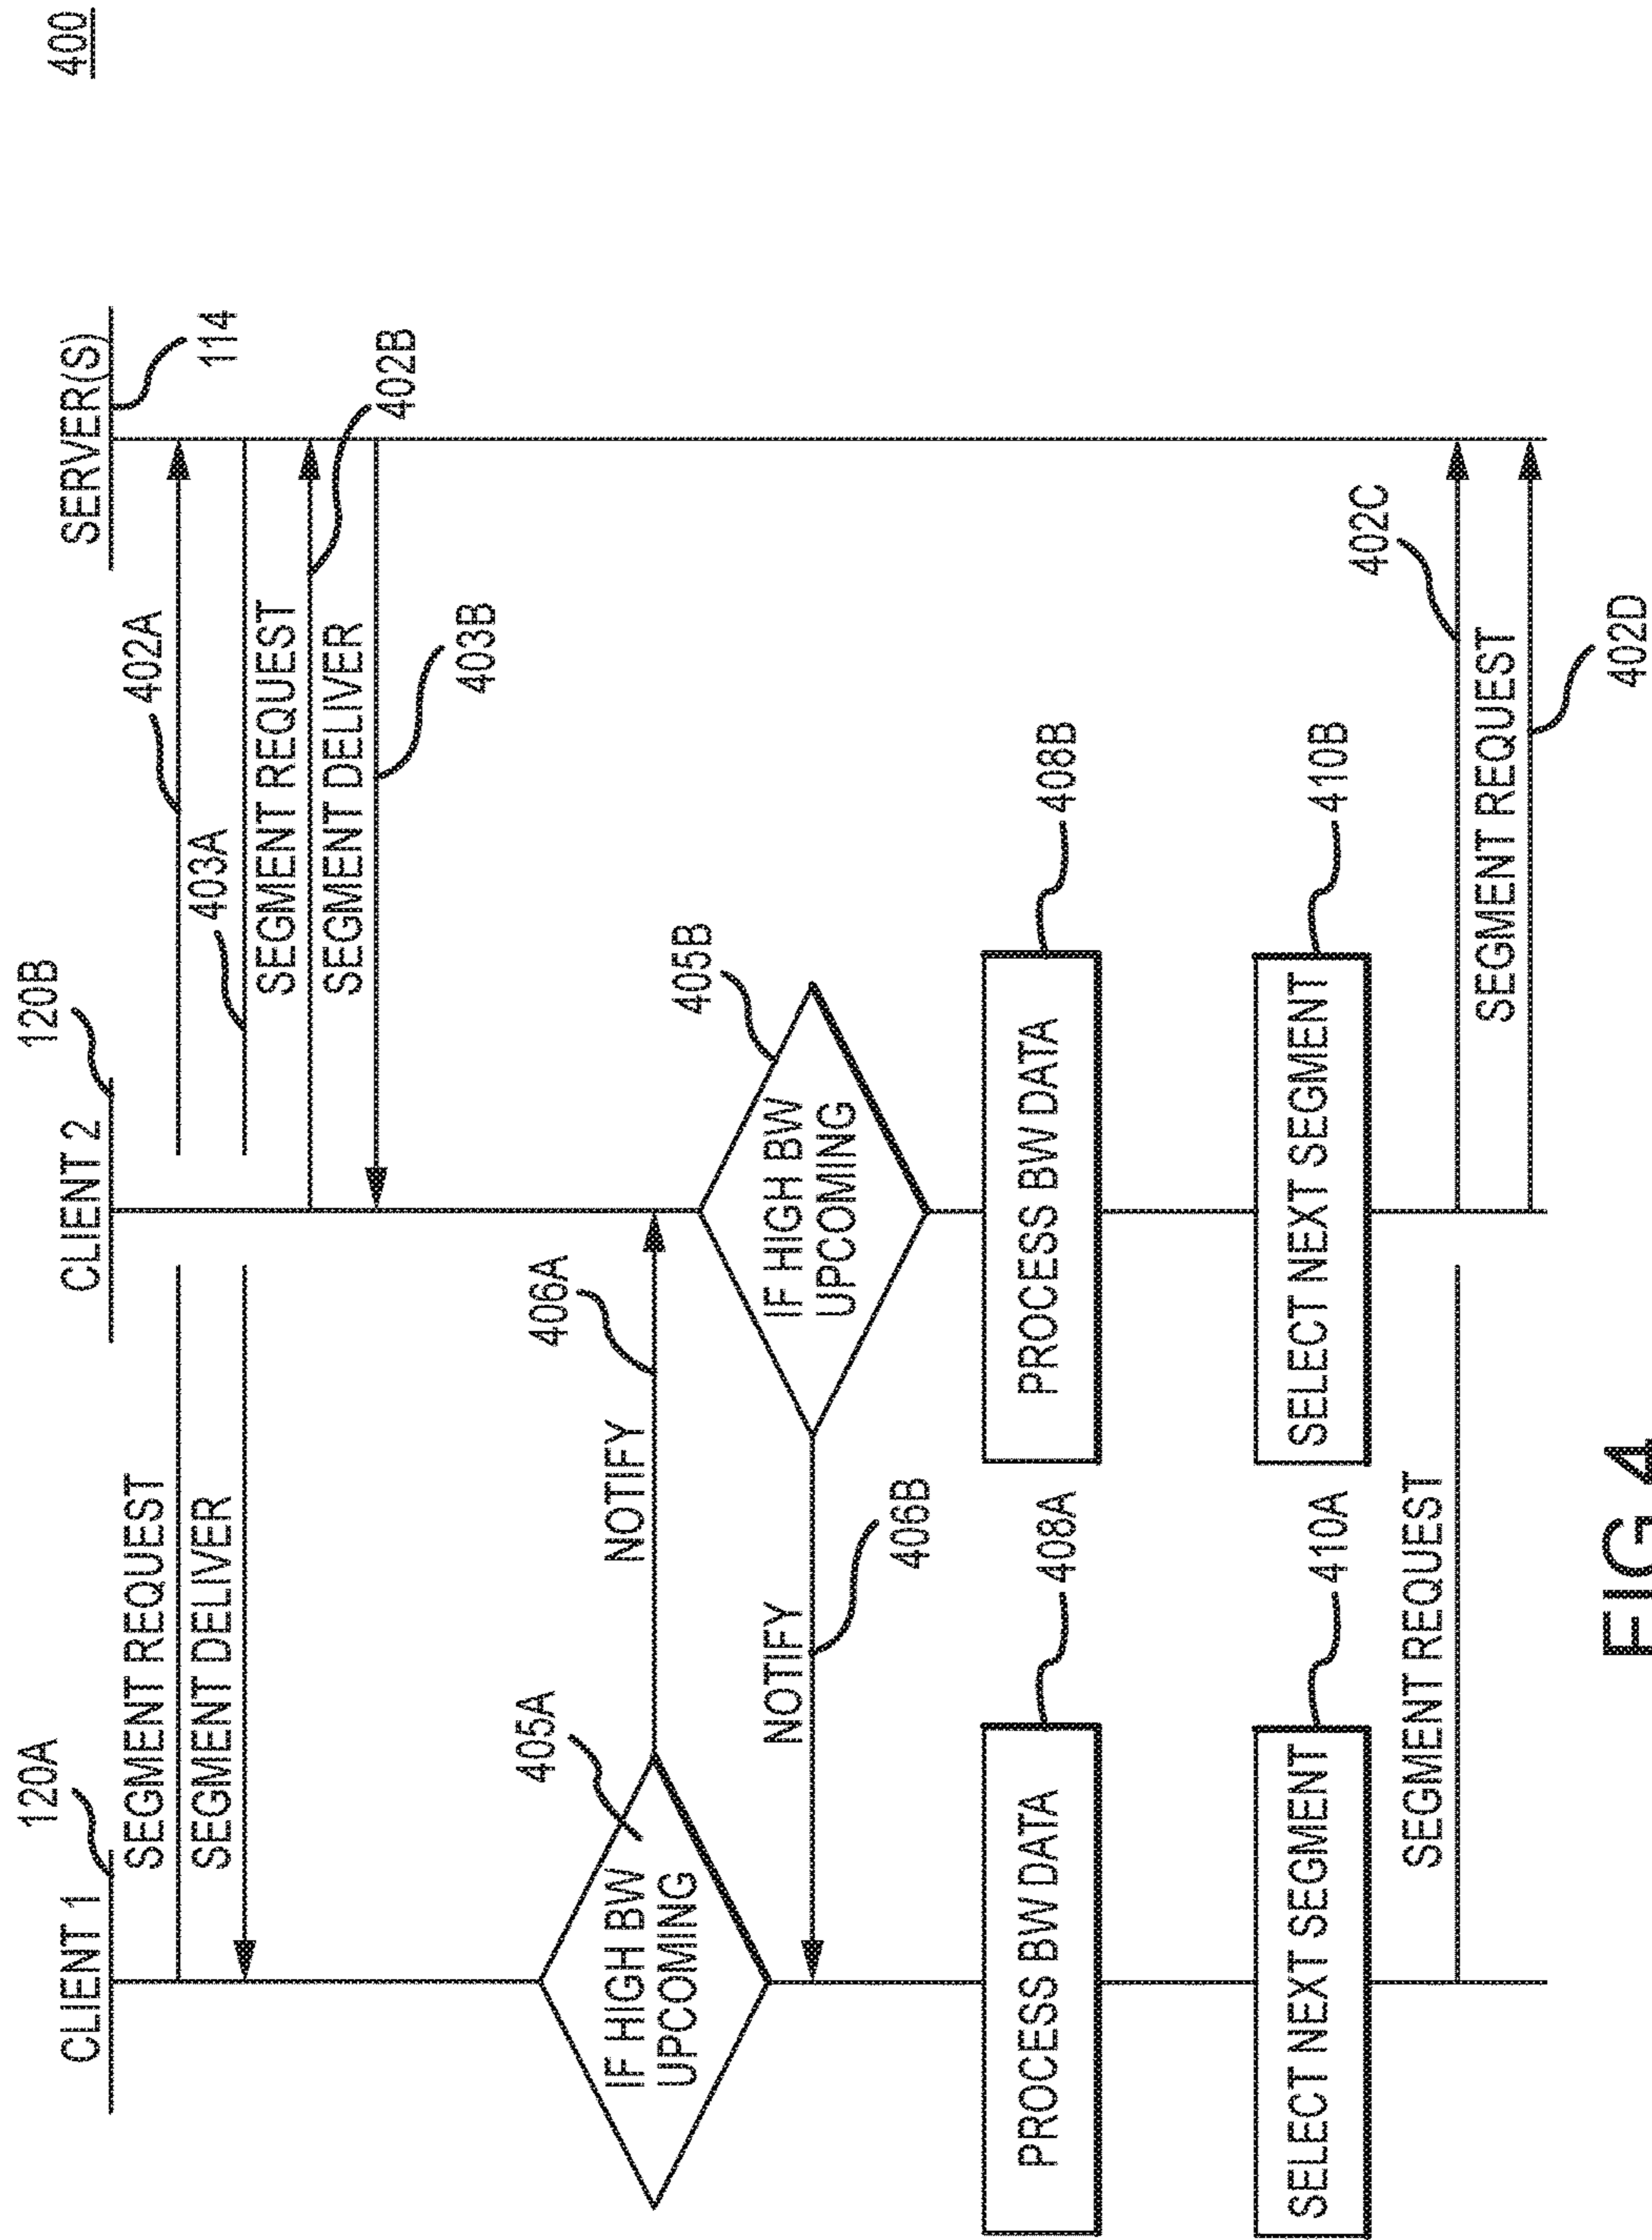 400
CLIENT 1
120A
CLIENT 2
120B
SERVER(S)
114
SEGMENT REQUEST
402A
SEGMENT DELIVER
403A
SEGMENT REQUEST
402B
SEGMENT DELIVER
403B
405A
IF HIGH BW
UPCOMING
NOTIFY
406A
405B
IF HIGH BW
UPCOMING
NOTIFY
406B
PROCESS BW DATA
408A
PROCESS BW DATA
408B
SELECT NEXT SEGMENT
410A
SELECT NEXT SEGMENT
410B
SEGMENT REQUEST
402C
SEGMENT REQUEST
402D
FIG. 4